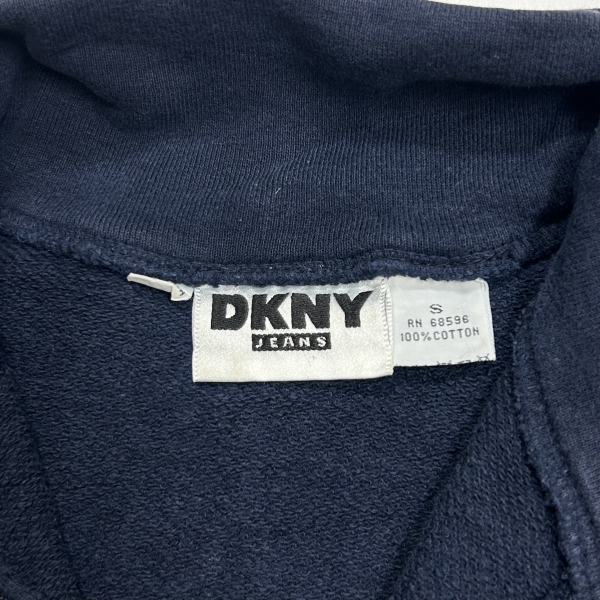 DKNY
JEANS
S
RN 68596
100% COTTON